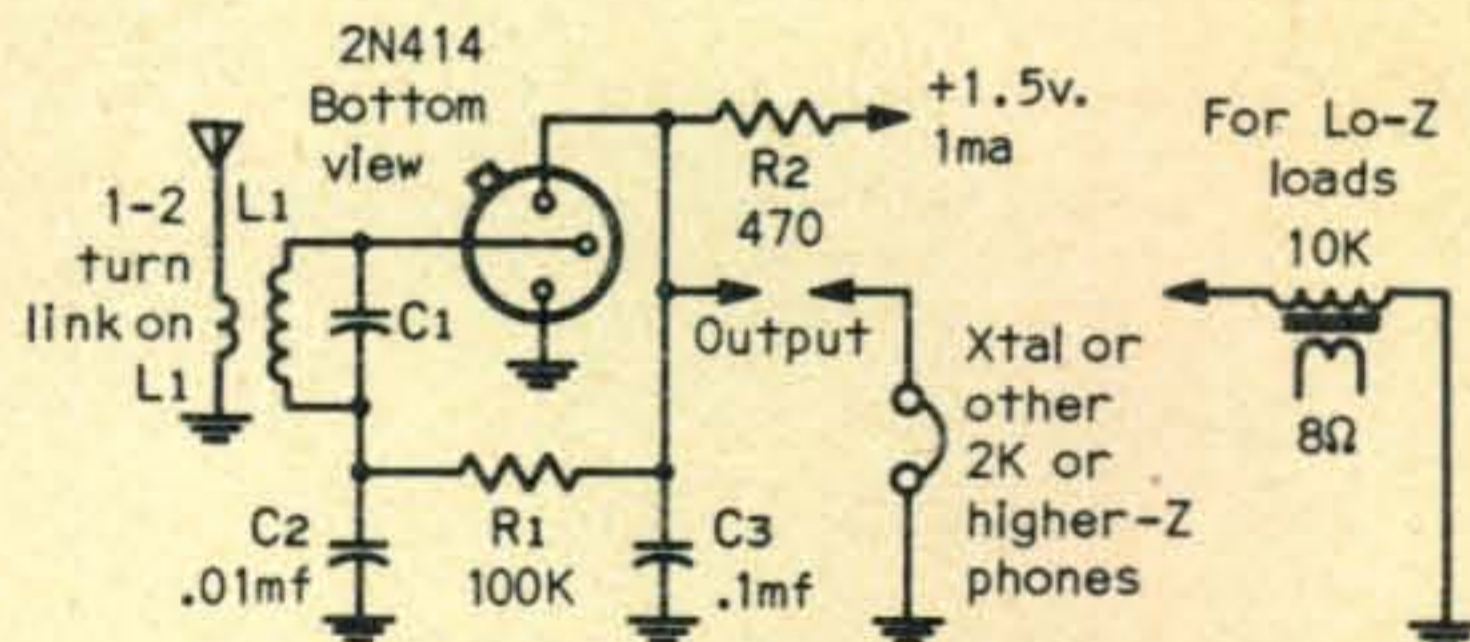 2N414
Bottom
view
1-2
turn
link on
L1
L1
C1
+1.5v.
1ma
R2
470
Output
C2
.01mf
R1
100K
C3
.1mf
Xtal or
other
2K or
higher-Z
phones
For Lo-Z
loads
10K
8Ω